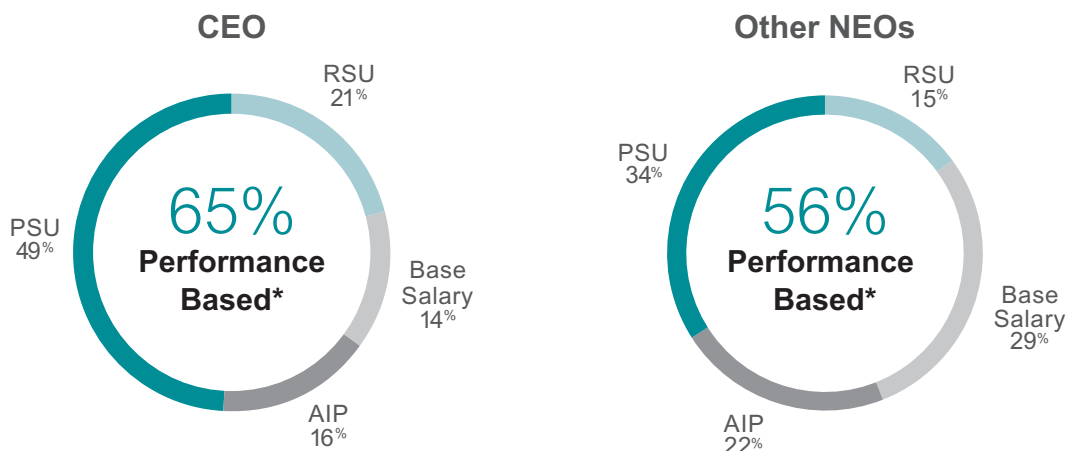 CEO
RSU
21%
PSU
49%
65%
Performance
Based*
Base
Salary
14%
AIP
16%
Other NEOs
RSU
15%
PSU
34%
56%
Performance
Based*
Base
Salary
29%
AIP
22%